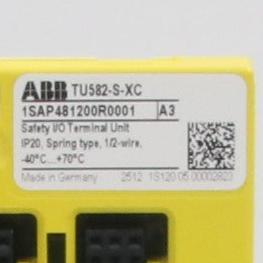 ABB TU582-S-XC
1SAP481200R0001 A3
Safety I/O Terminal Unit
IP20, Spring type, 1/2-wire,
-40°C...+70°C
Made in Germany 2512 1S120.05.00002823